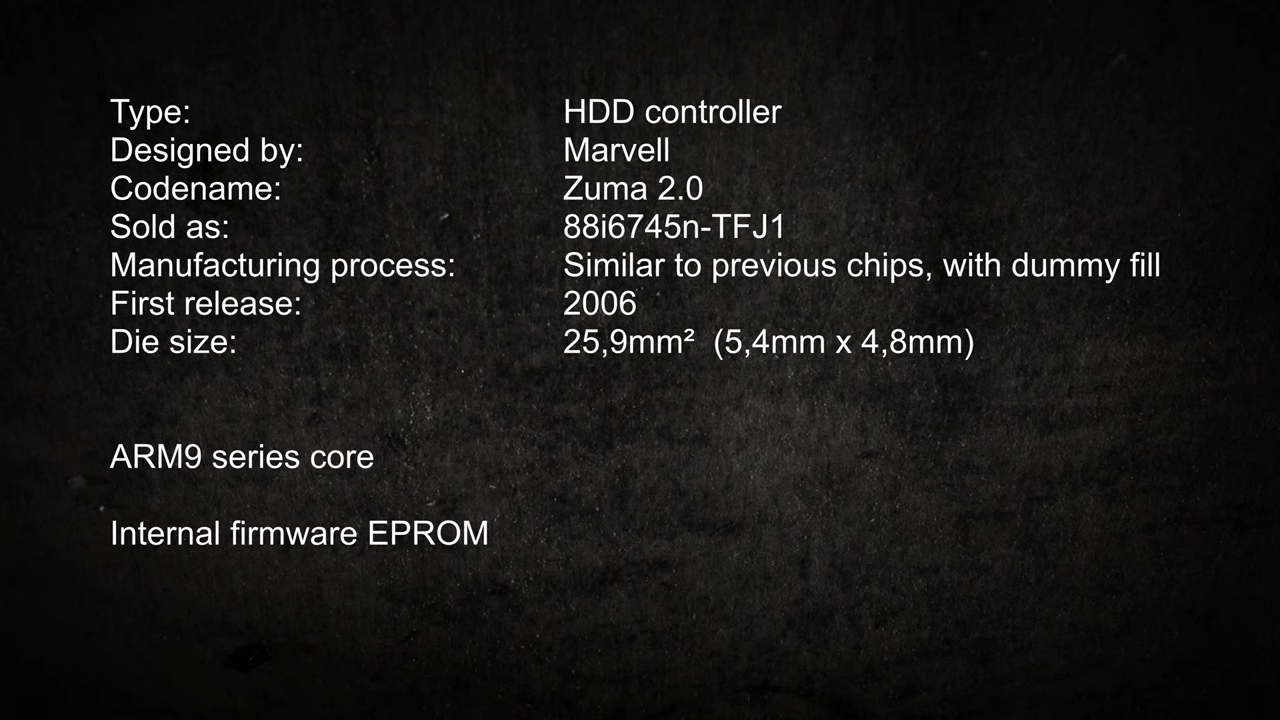 Type: HDD controller
Designed by: Marvell
Codename: Zuma 2.0
Sold as: 88i6745n-TFJ1
Manufacturing process: Similar to previous chips, with dummy fill
First release: 2006
Die size: 25,9mm² (5,4mm x 4,8mm)
ARM9 series core
Internal firmware EPROM